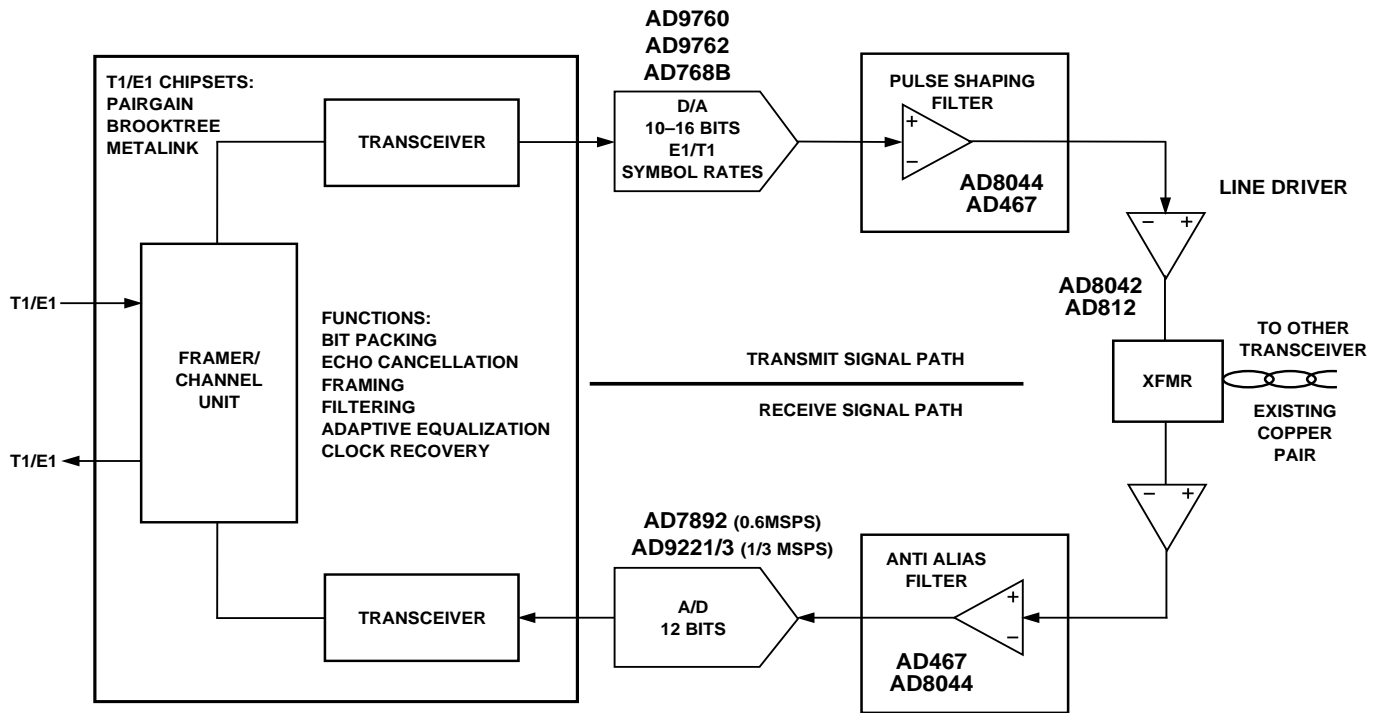 AD9760
AD9762
AD768B
T1/E1 CHIPSETS:
PAIRGAIN
BROOKTREE
METALINK
TRANSCEIVER
D/A
10–16 BITS
E1/T1
SYMBOL RATES
PULSE SHAPING
FILTER
+
−
AD8044
AD467
LINE DRIVER
− +
AD8042
AD812
T1/E1
FRAMER/
CHANNEL
UNIT
T1/E1
FUNCTIONS:
BIT PACKING
ECHO CANCELLATION
FRAMING
FILTERING
ADAPTIVE EQUALIZATION
CLOCK RECOVERY
TRANSMIT SIGNAL PATH
RECEIVE SIGNAL PATH
XFMR
TO OTHER
TRANSCEIVER
EXISTING
COPPER
PAIR
− +
AD7892 (0.6MSPS)
AD9221/3 (1/3 MSPS)
TRANSCEIVER
A/D
12 BITS
ANTI ALIAS
FILTER
+
−
AD467
AD8044